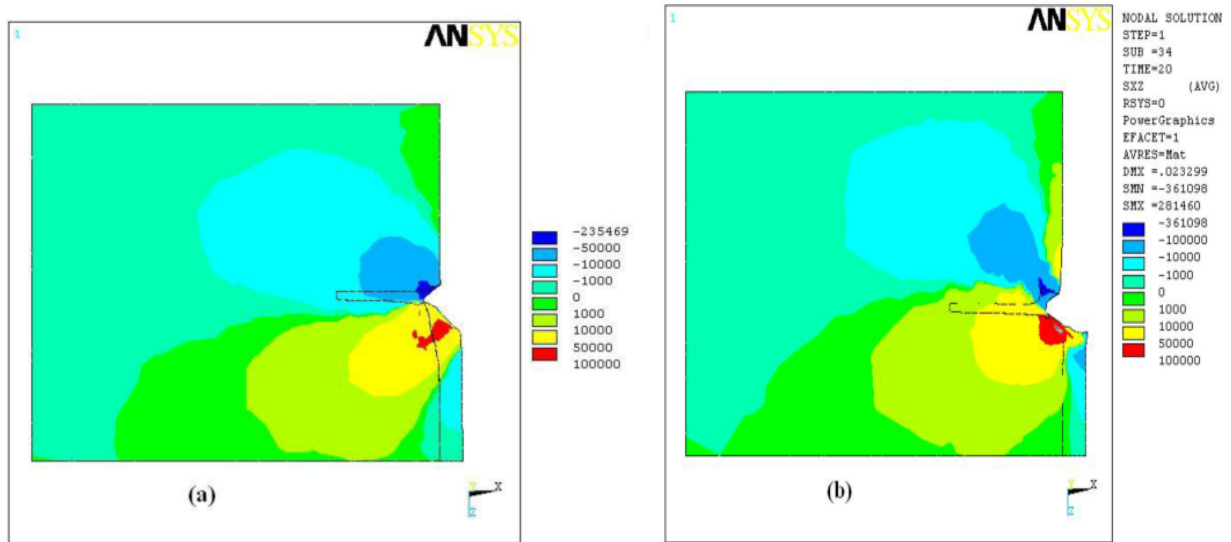 1
ANSYS
-235469
-50000
-10000
-1000
0
1000
10000
50000
100000
X
Z
(a)
1
ANSYS
NODAL SOLUTION
STEP=1
SUB =34
TIME=20
SXZ (AVG)
RSYS=0
PowerGraphics
EFACET=1
AVRES=Mat
DMX =.023299
SMN =-361098
SMX =281460
-361098
-100000
-10000
-1000
0
1000
10000
50000
100000
X
Z
(b)